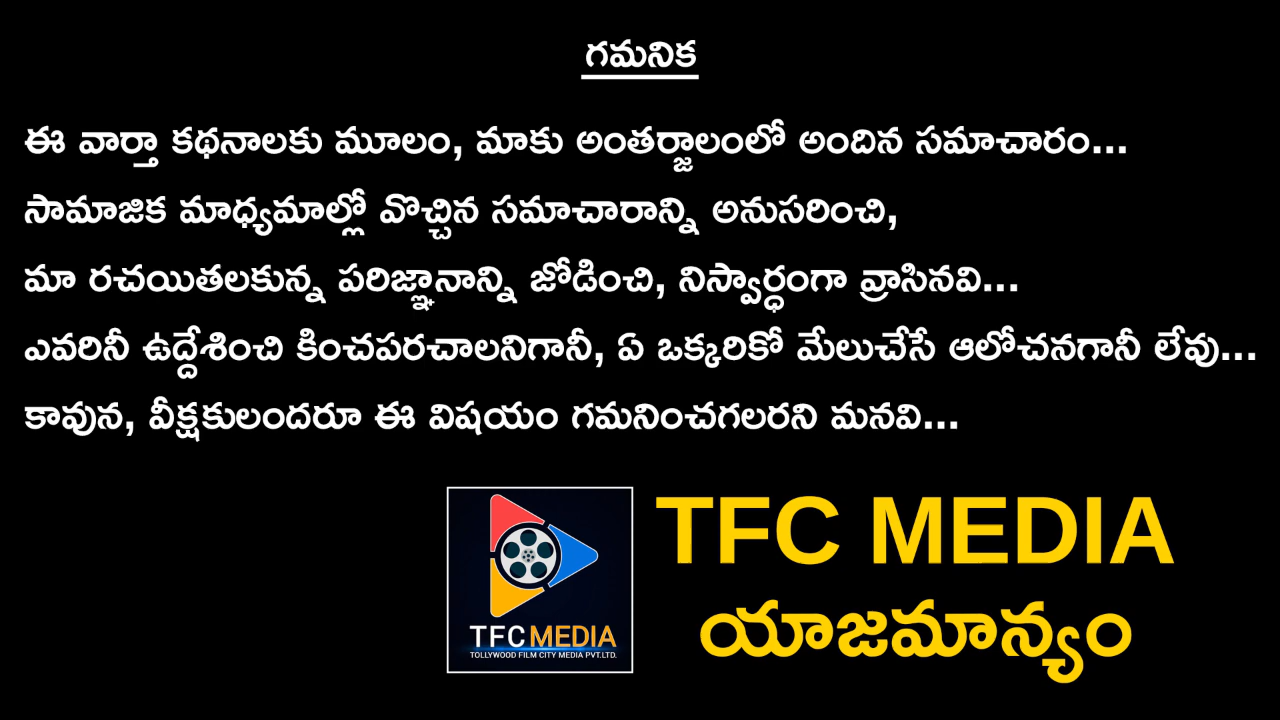 గమనిక
ఈ వార్తా కథనాలకు మూలం, మాకు అంతర్జాలంలో అందిన సమాచారం...
సామాజిక మాధ్యమాల్లో వొచ్చిన సమాచారాన్ని అనుసరించి,
మా రచయితలకున్న పరిజ్ఞానాన్ని జోడించి, నిస్వార్ధంగా వ్రాసినవి...
ఎవరినీ ఉద్దేశించి కించపరచాలనిగానీ, ఏ ఒక్కరికో మేలుచేసే ఆలోచనగానీ లేవు...
కావున, వీక్షకులందరూ ఈ విషయం గమనించగలరని మనవి...
TFC MEDIA
యాజమాన్యం
TFC MEDIA
TOLLYWOOD FILM CITY MEDIA PVT.LTD.